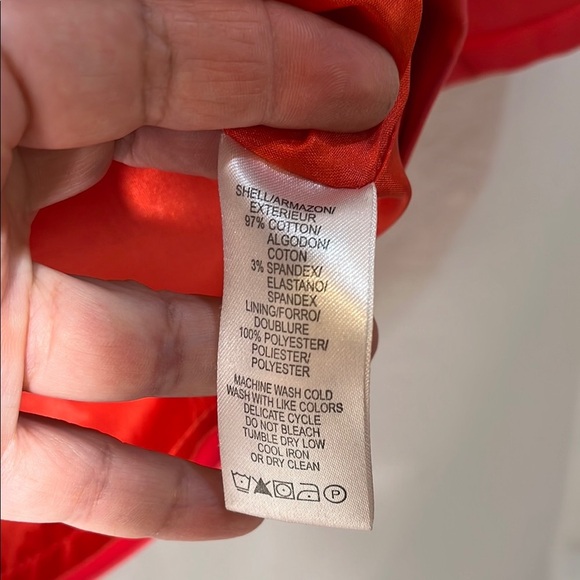 SHELL/ARMAZON/
EXTERIEUR
97% COTTON/
ALGODON/
COTON
3% SPANDEX/
ELASTANO/
SPANDEX
LINING/FORRO/
DOUBLURE
100% POLYESTER/
POLIESTER/
POLYESTER
MACHINE WASH COLD
WASH WITH LIKE COLORS
DELICATE CYCLE
DO NOT BLEACH
TUMBLE DRY LOW
COOL IRON
OR DRY CLEAN
P